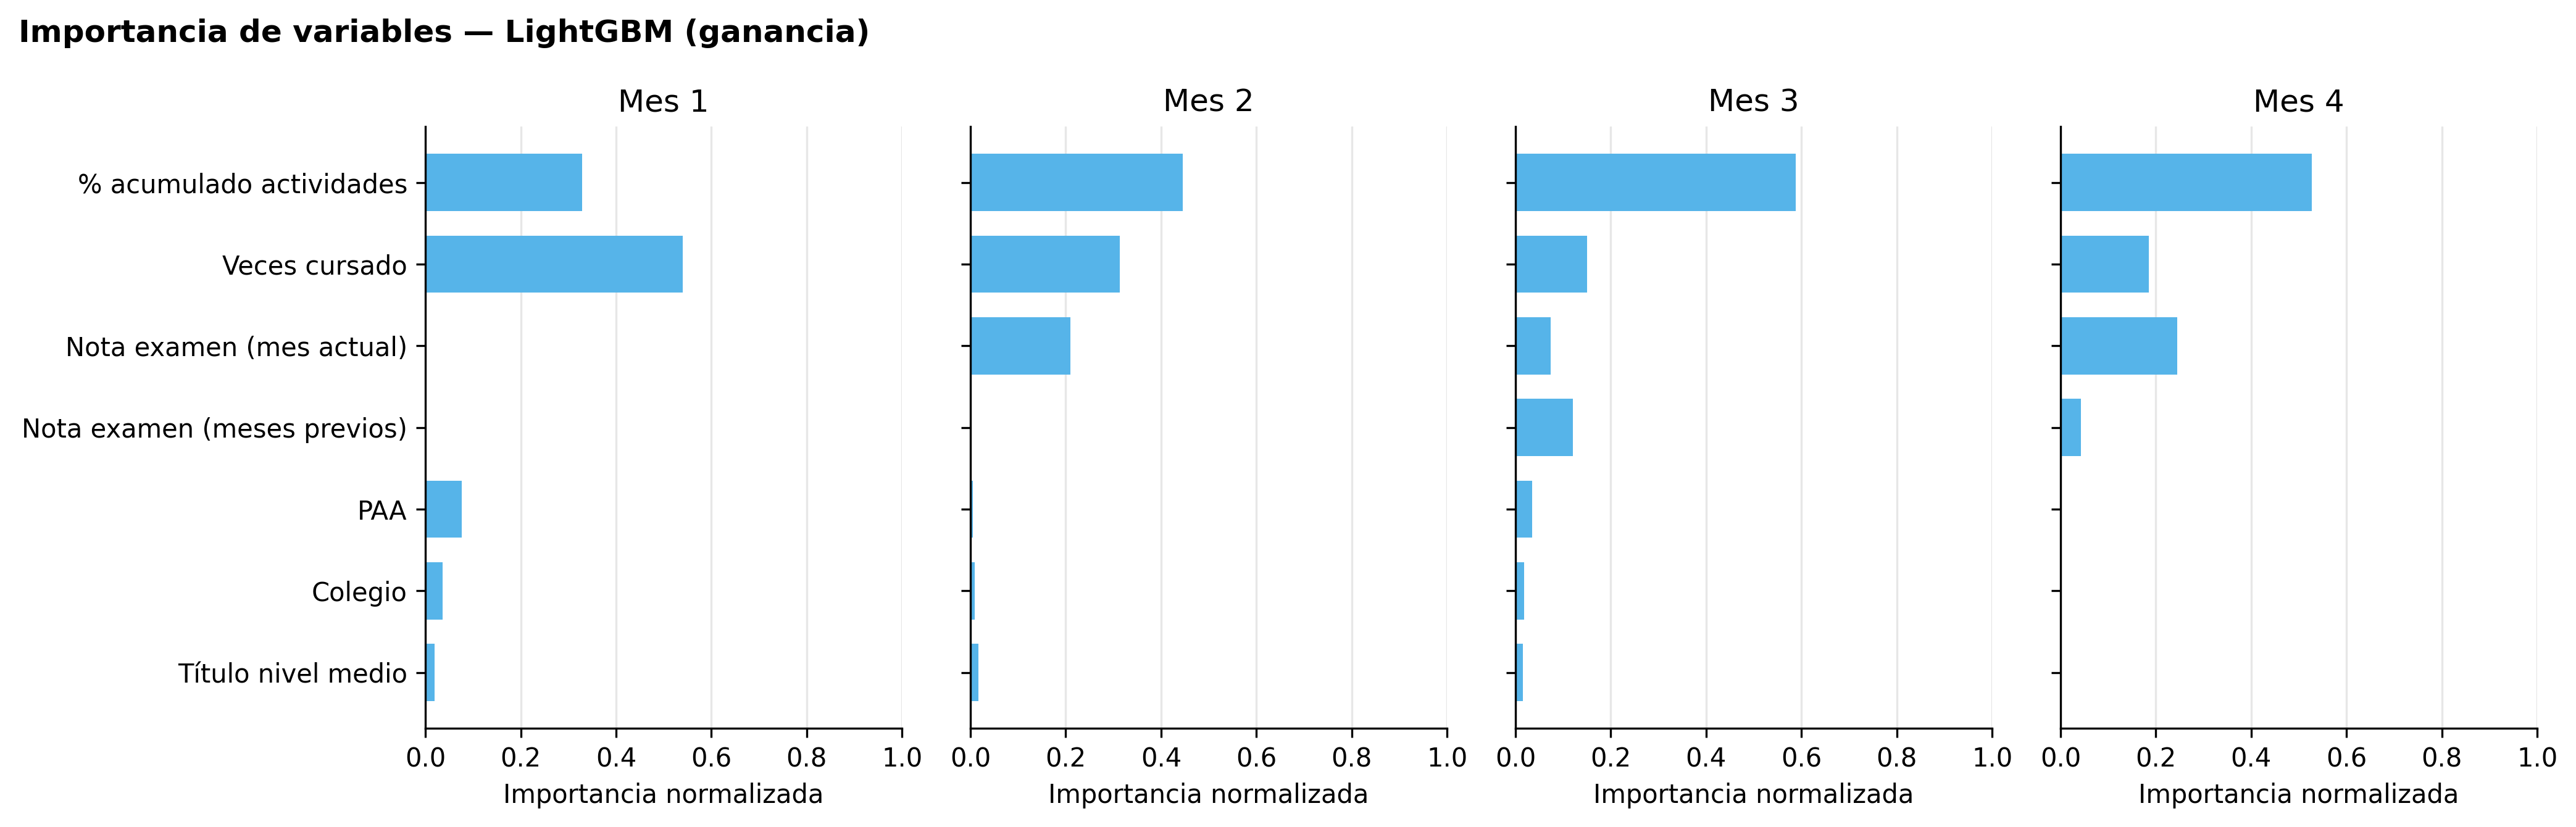 Importancia de variables — LightGBM (ganancia)
Mes 1
Mes 2
Mes 3
Mes 4
% acumulado actividades
Veces cursado
Nota examen (mes actual)
Nota examen (meses previos)
PAA
Colegio
Título nivel medio
0.0 0.2 0.4 0.6 0.8 1.0
Importancia normalizada
0.0 0.2 0.4 0.6 0.8 1.0
Importancia normalizada
0.0 0.2 0.4 0.6 0.8 1.0
Importancia normalizada
0.0 0.2 0.4 0.6 0.8 1.0
Importancia normalizada